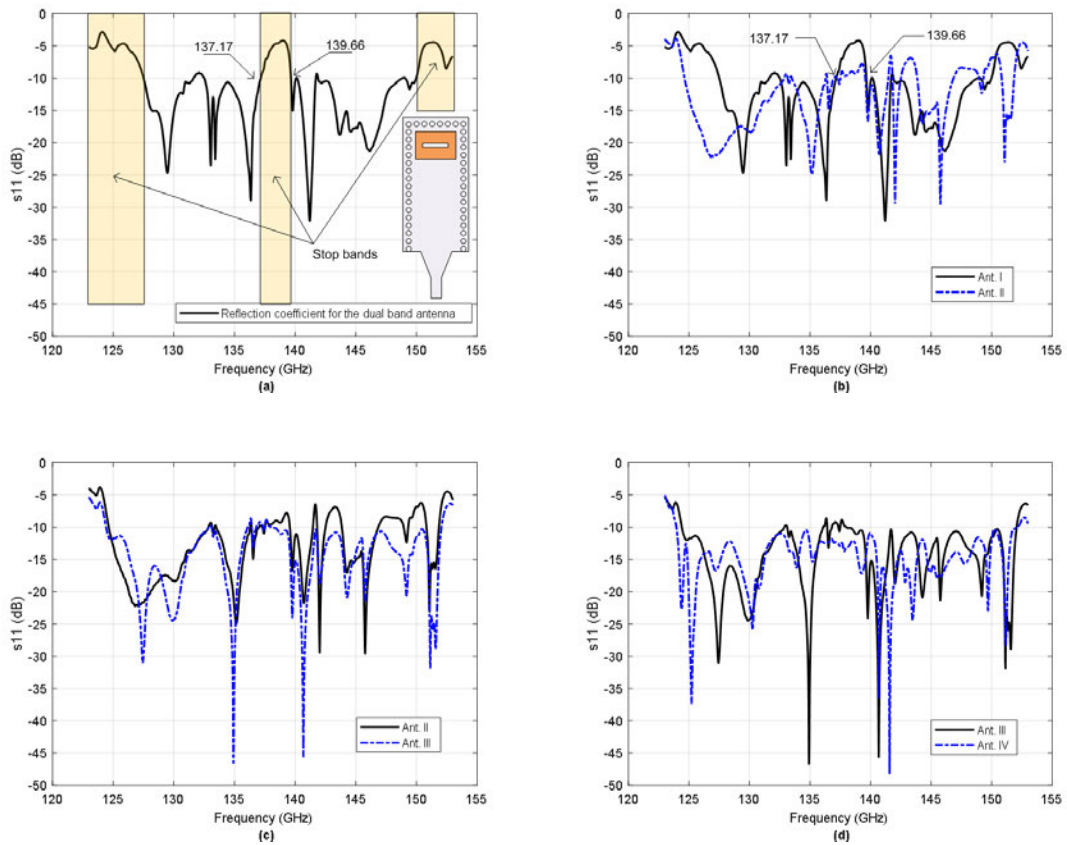 0
-5
-10
-15
-20
-25
-30
-35
-40
-45
-50
s11 (dB)
137.17
139.66
Stop bands
Reflection coefficient for the dual band antenna
120 125 130 135 140 145 150 155
Frequency (GHz)
(a)
0
-5
-10
-15
-20
-25
-30
-35
-40
-45
-50
s11 (dB)
137.17
139.66
Ant. I
Ant. II
120 125 130 135 140 145 150 155
Frequency (GHz)
(b)
0
-5
-10
-15
-20
-25
-30
-35
-40
-45
-50
s11 (dB)
Ant. II
Ant. III
120 125 130 135 140 145 150 155
Frequency (GHz)
(c)
0
-5
-10
-15
-20
-25
-30
-35
-40
-45
-50
s11 (dB)
Ant. III
Ant. IV
120 125 130 135 140 145 150 155
Frequency (GHz)
(d)